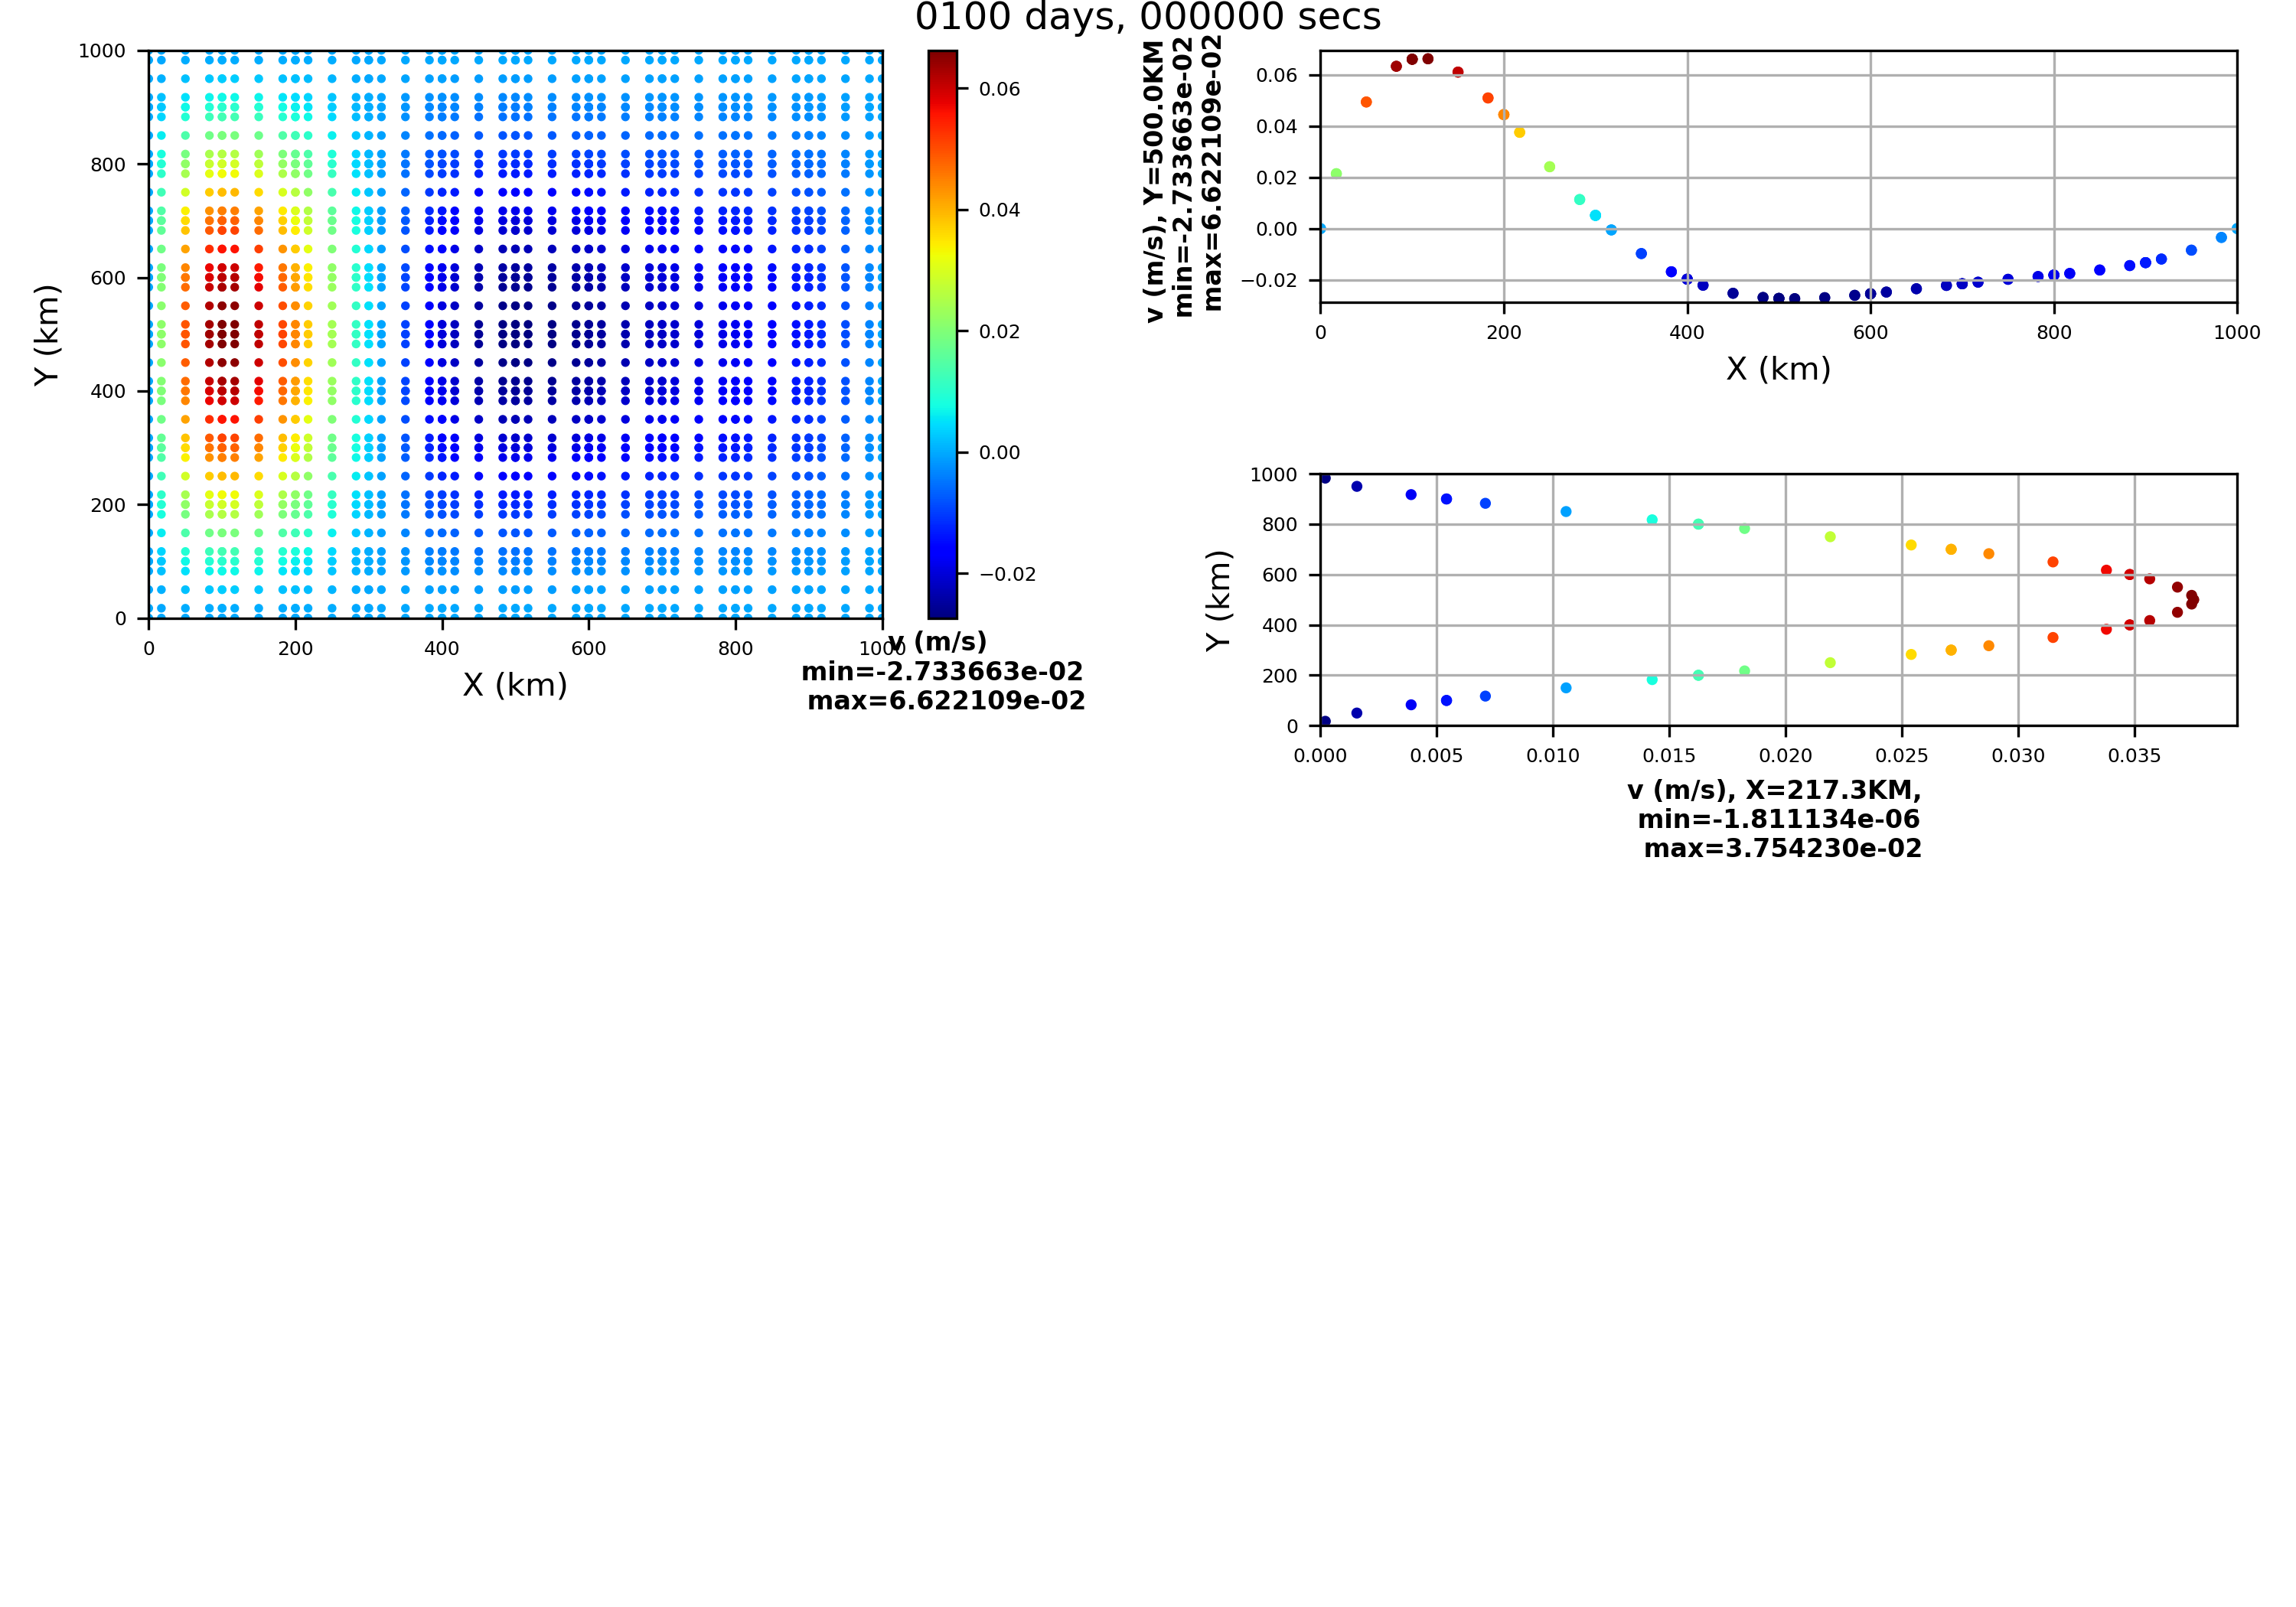 0100 days, 000000 secs
1000
800
600
400
200
0
Y (km)
0 200 400 600 800 1000
X (km)
0.06
0.04
0.02
0.00
−0.02
v (m/s)
min=-2.733663e-02
max=6.622109e-02
v (m/s), Y=500.0KM
min=-2.733663e-02
max=6.622109e-02
0.06
0.04
0.02
0.00
−0.02
0 200 400 600 800 1000
X (km)
1000
800
600
400
200
0
Y (km)
0.000 0.005 0.010 0.015 0.020 0.025 0.030 0.035
v (m/s), X=217.3KM,
min=-1.811134e-06
max=3.754230e-02